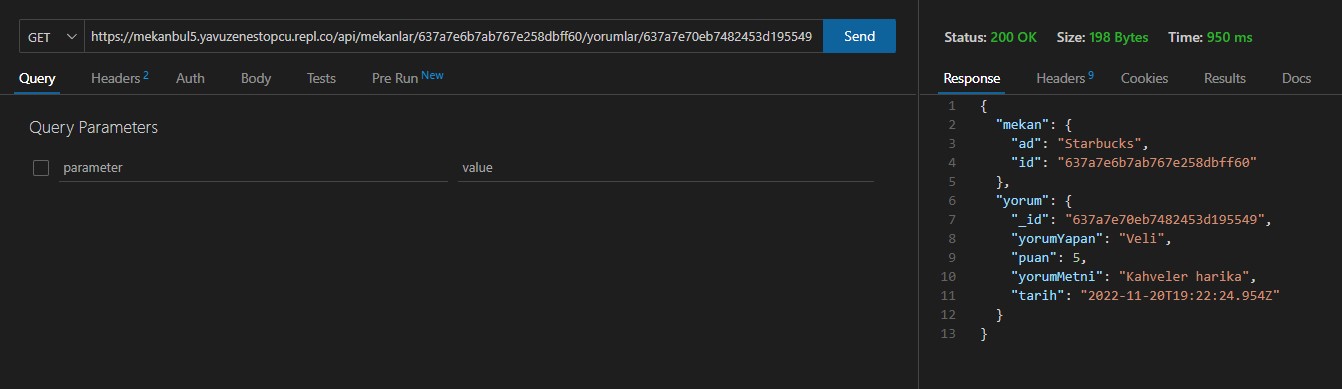 GET https://mekanbul5.yavuzenestopcu.repl.co/api/mekanlar/637a7e6b7ab767e258dbff60/yorumlar/637a7e70eb7482453d195549 Send
Query Headers 2 Auth Body Tests Pre Run New
Query Parameters
parameter value
Status: 200 OK Size: 198 Bytes Time: 950 ms
Response Headers 9 Cookies Results Docs
1 {
2 "mekan": {
3 "ad": "Starbucks",
4 "id": "637a7e6b7ab767e258dbff60"
5 },
6 "yorum": {
7 "_id": "637a7e70eb7482453d195549",
8 "yorumYapan": "Veli",
9 "puan": 5,
10 "yorumMetni": "Kahveler harika",
11 "tarih": "2022-11-20T19:22:24.954Z"
12 }
13 }